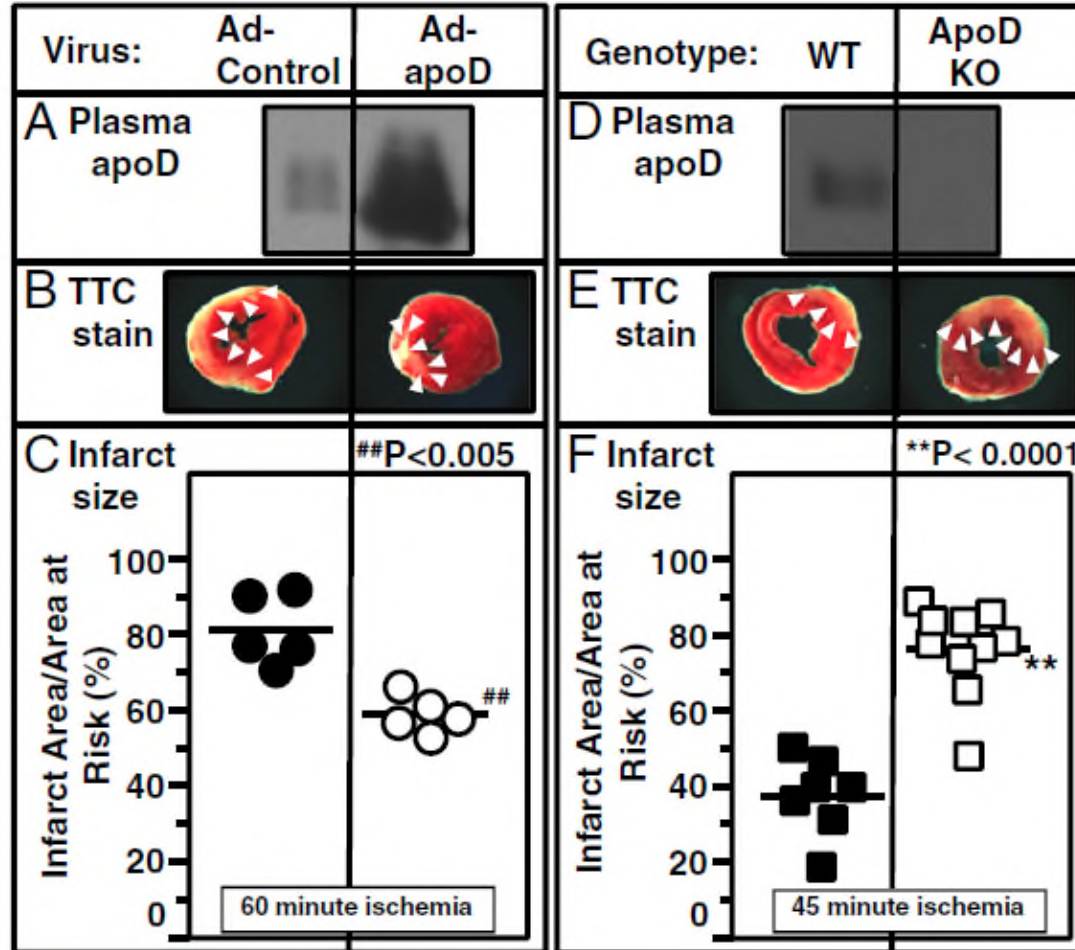 Virus:
Ad-
Control
Ad-
apoD
A Plasma
apoD
B TTC
stain
C Infarct
size
##P<0.005
Infarct Area/Area at
Risk (%)
100
80
60
40
20
0
##
60 minute ischemia
Genotype:
WT
ApoD
KO
D Plasma
apoD
E TTC
stain
F Infarct
size
**P< 0.0001
Infarct Area/Area at
Risk (%)
100
80
60
40
20
0
**
45 minute ischemia